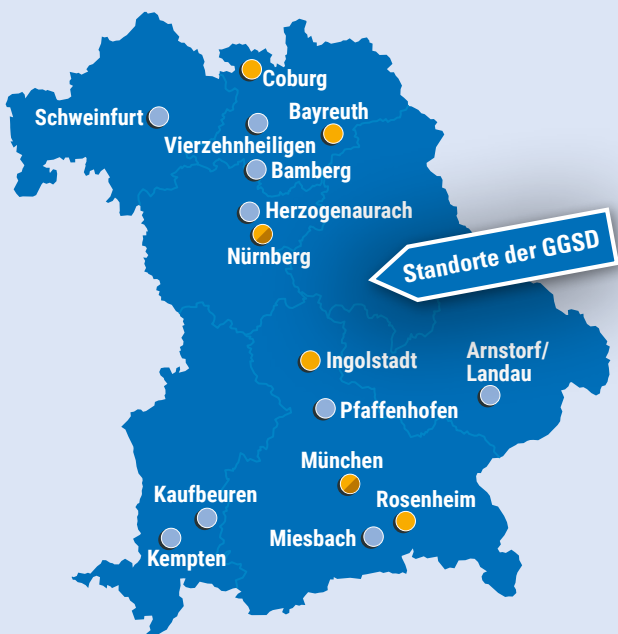 Coburg
Schweinfurt
Bayreuth
Vierzehnheiligen
Bamberg
Herzogenaurach
Nürnberg
Standorte der GGSD
Ingolstadt
Arnstorf/
Landau
Pfaffenhofen
München
Kaufbeuren
Rosenheim
Miesbach
Kempten